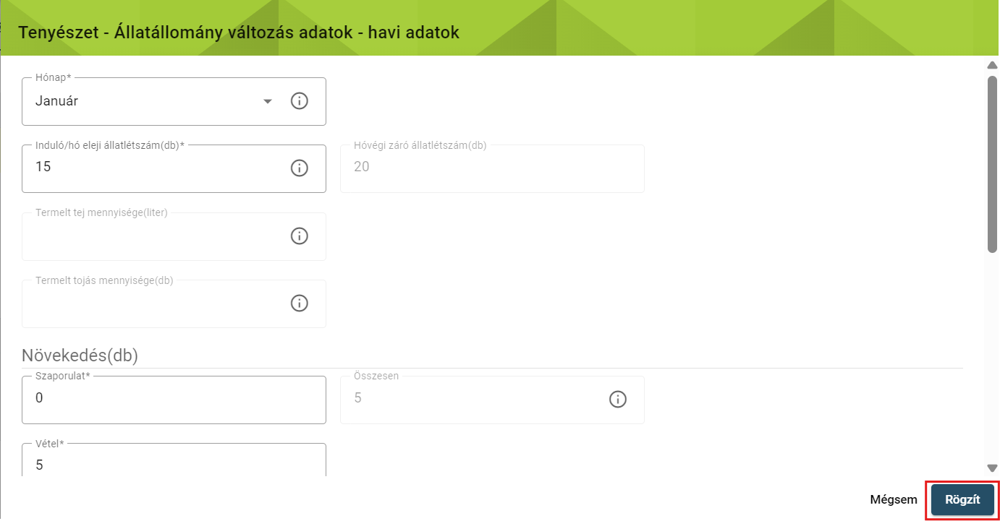 Tenyészet - Állatállomány változás adatok - havi adatok
Hónap*
Január
Induló/hó eleji állatlétszám(db)*
15
Hóvégi záró állatlétszám(db)
20
Termelt tej mennyisége(liter)
Termelt tojás mennyisége(db)
Növekedés(db)
Szaporulat*
0
Összesen
5
Vétel*
5
Mégsem
Rögzít